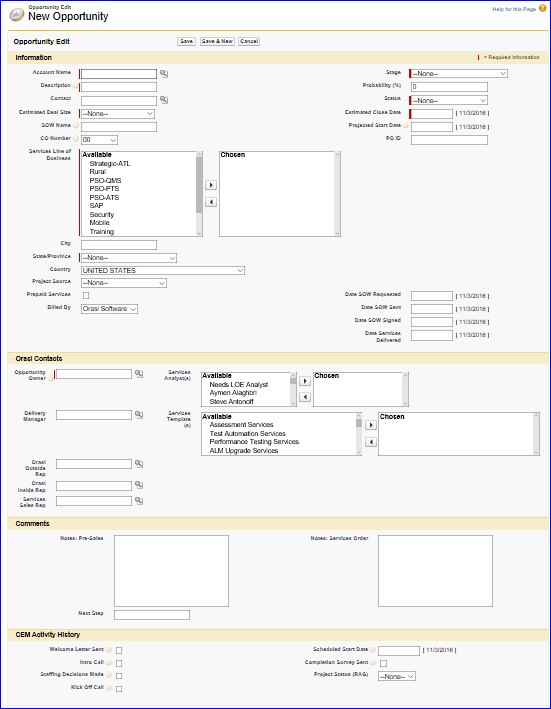 Opportunity Edit
New Opportunity
Help for this Page
Opportunity Edit
Save
Save & New
Cancel
Information
= Required Information
Account Name
Stage
--None--
Description
Probability (%)
0
Contact
Status
--None--
Estimated Deal Size
--None--
Estimated Close Date
[ 11/3/2016 ]
SOW Name
Projected Start Date
[ 11/3/2016 ]
CO Number
00
PO ID
Services Line of Business
Available
Chosen
Strategic-ATL
Rural
PSO-QMS
PSO-PTS
PSO-ATS
SAP
Security
Mobile
Training
City
State/Province
--None--
Country
UNITED STATES
Project Source
--None--
Prepaid Services
Date SOW Requested
[ 11/3/2016 ]
Billed By
Orasi Software
Date SOW Sent
[ 11/3/2016 ]
Date SOW Signed
[ 11/3/2016 ]
Date Services Delivered
[ 11/3/2016 ]
Orasi Contacts
Opportunity Owner
Services Analyst(s)
Available
Chosen
Needs LOE Analyst
Aymen Alaghbri
Steve Antonoff
Delivery Manager
Services Template (s)
Available
Chosen
Assessment Services
Test Automation Services
Performance Testing Services
ALM Upgrade Services
Orasi Outside Rep
Orasi Inside Rep
Services Sales Rep
Comments
Notes: Pre-Sales
Notes: Services Order
Next Step
CEM Activity History
Welcome Letter Sent
Scheduled Start Date
[ 11/3/2016 ]
Intro Call
Completion Survey Sent
Staffing Decisions Made
Project Status (RAG)
--None--
Kick Off Call